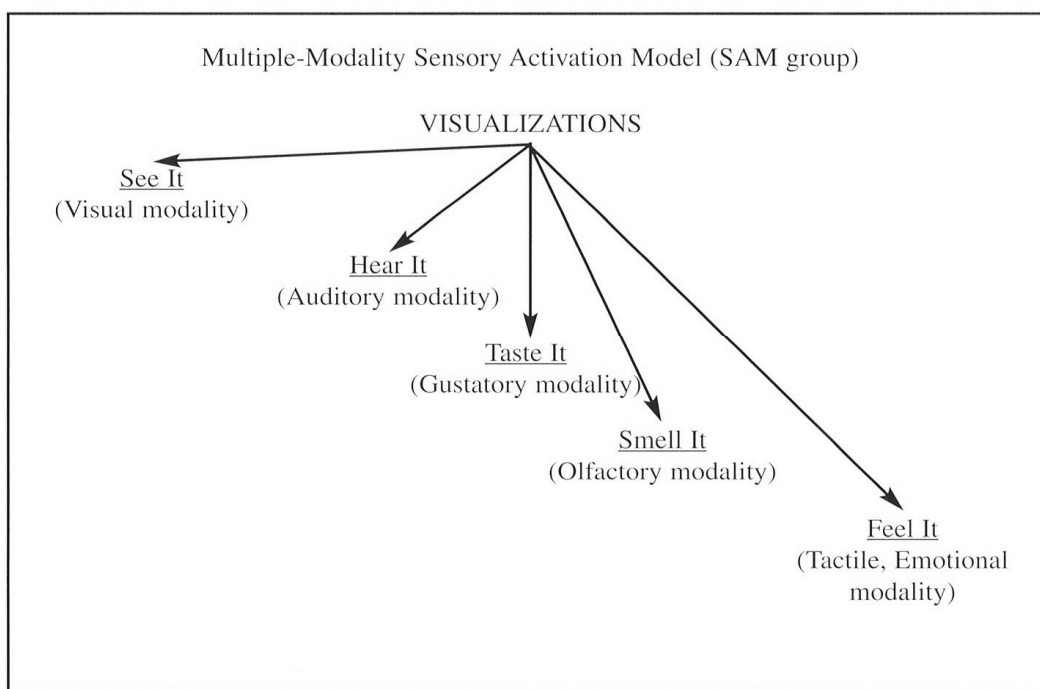 Multiple-Modality Sensory Activation Model (SAM group)
VISUALIZATIONS
See It
(Visual modality)
Hear It
(Auditory modality)
Taste It
(Gustatory modality)
Smell It
(Olfactory modality)
Feel It
(Tactile, Emotional
modality)